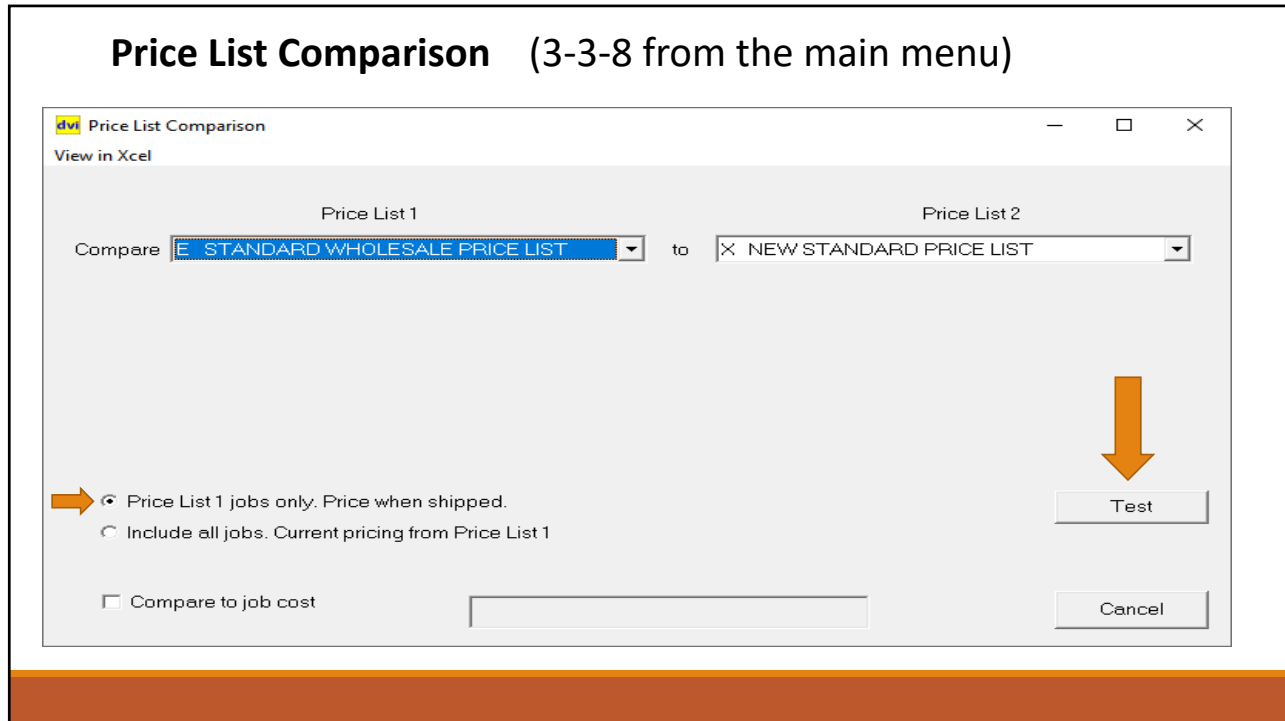 Price List Comparison (3-3-8 from the main menu)
dvi Price List Comparison
View in Xcel
Price List 1 Price List 2
Compare E STANDARD WHOLESALE PRICE LIST to X NEW STANDARD PRICE LIST
Price List 1 jobs only. Price when shipped.
Test
Include all jobs. Current pricing from Price List 1
Compare to job cost
Cancel